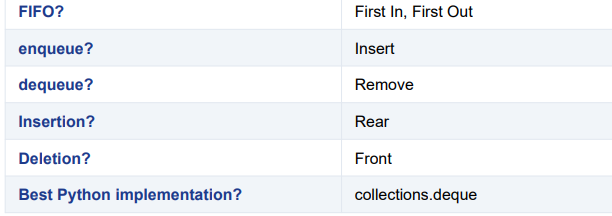 FIFO? First In, First Out
enqueue? Insert
dequeue? Remove
Insertion? Rear
Deletion? Front
Best Python implementation? collections.deque